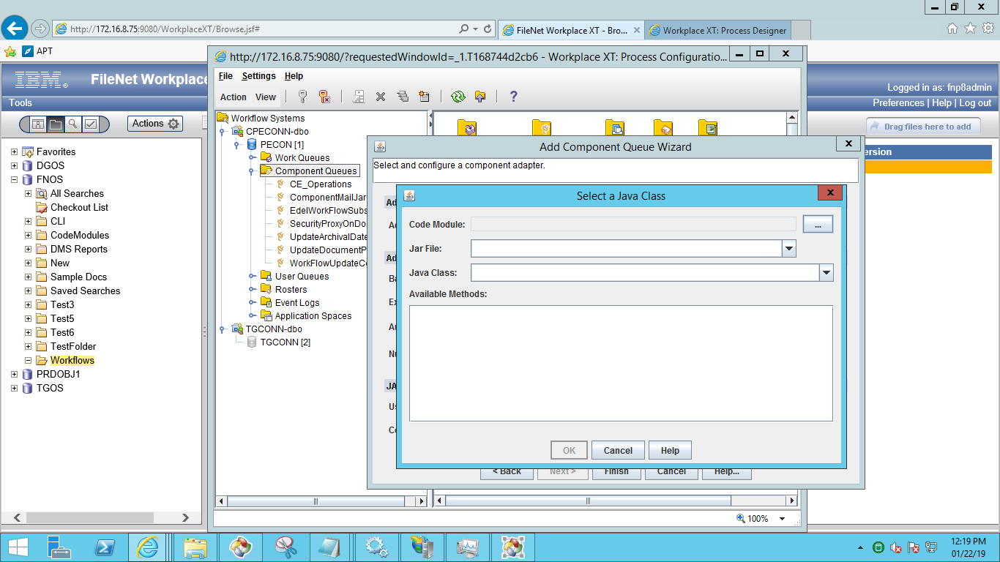 http://172.16.8.75:9080/WorkplaceXT/Browse.jsf#
FileNet Workplace XT - Bro...
Workplace XT: Process Designer
APT
IBM
FileNet Workplace
Logged in as: fnp8admin
Tools
Preferences | Help | Log out
Actions
Drag files here to add
ersion
Favorites
DGOS
FNOS
All Searches
Checkout List
CLI
CodeModules
DMS Reports
New
Sample Docs
Saved Searches
Test3
Test5
Test6
TestFolder
Workflows
PRDOBJ1
TGOS
http://172.16.8.75:9080/?requestedWindowId=_1.T168744d2cb6 - Workplace XT: Process Configuratio...
File Settings Help
Action View
Workflow Systems
CPECONN-dbo
PECON [1]
Work Queues
Component Queues
CE_Operations
ComponentMailJar
EdelWorkFlowSubs
SecurityProxyOnDo
UpdateArchivalDate
UpdateDocumentP
WorkFlowUpdateCo
User Queues
Rosters
Event Logs
Application Spaces
TGCONN-dbo
TGCONN [2]
100%
Add Component Queue Wizard
Select and configure a component adapter.
Ad
Ad
Ad
Ba
Ex
Au
Nu
JA
Us
Co
< Back
Next >
Finish
Cancel
Help...
Select a Java Class
Code Module:
...
Jar File:
Java Class:
Available Methods:
OK
Cancel
Help
12:19 PM
01/22/19